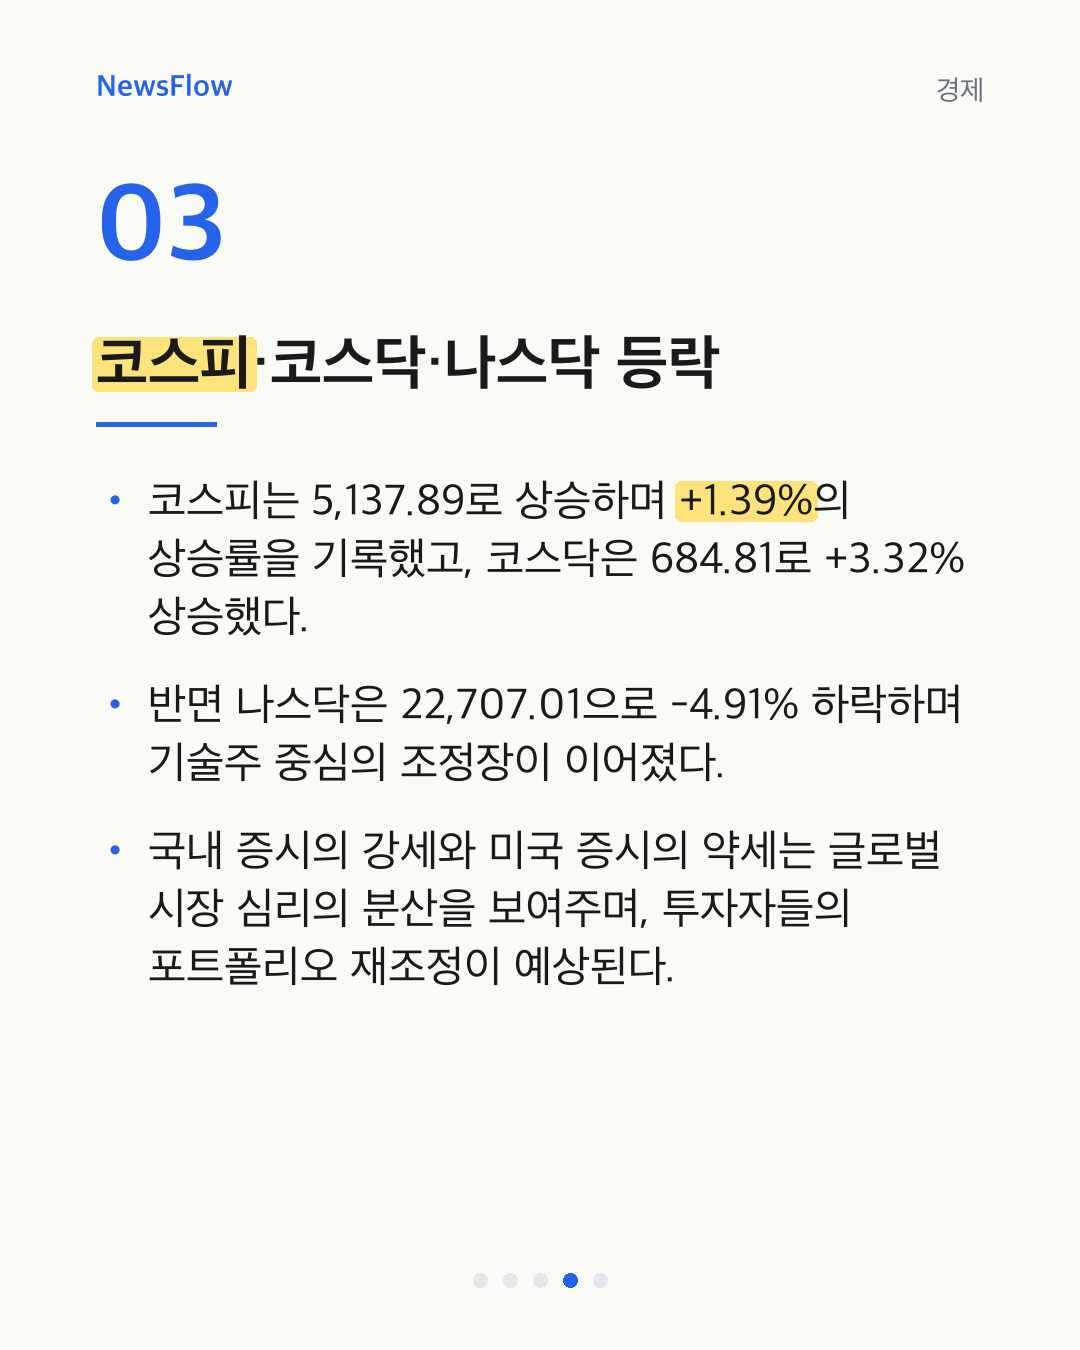 NewsFlow
경제
03
코스피·코스닥·나스닥 등락
• 코스피는 5,137.89로 상승하며 +1.39%의
상승률을 기록했고, 코스닥은 684.81로 +3.32%
상승했다.
• 반면 나스닥은 22,707.01으로 -4.91% 하락하며
기술주 중심의 조정장이 이어졌다.
• 국내 증시의 강세와 미국 증시의 약세는 글로벌
시장 심리의 분산을 보여주며, 투자자들의
포트폴리오 재조정이 예상된다.